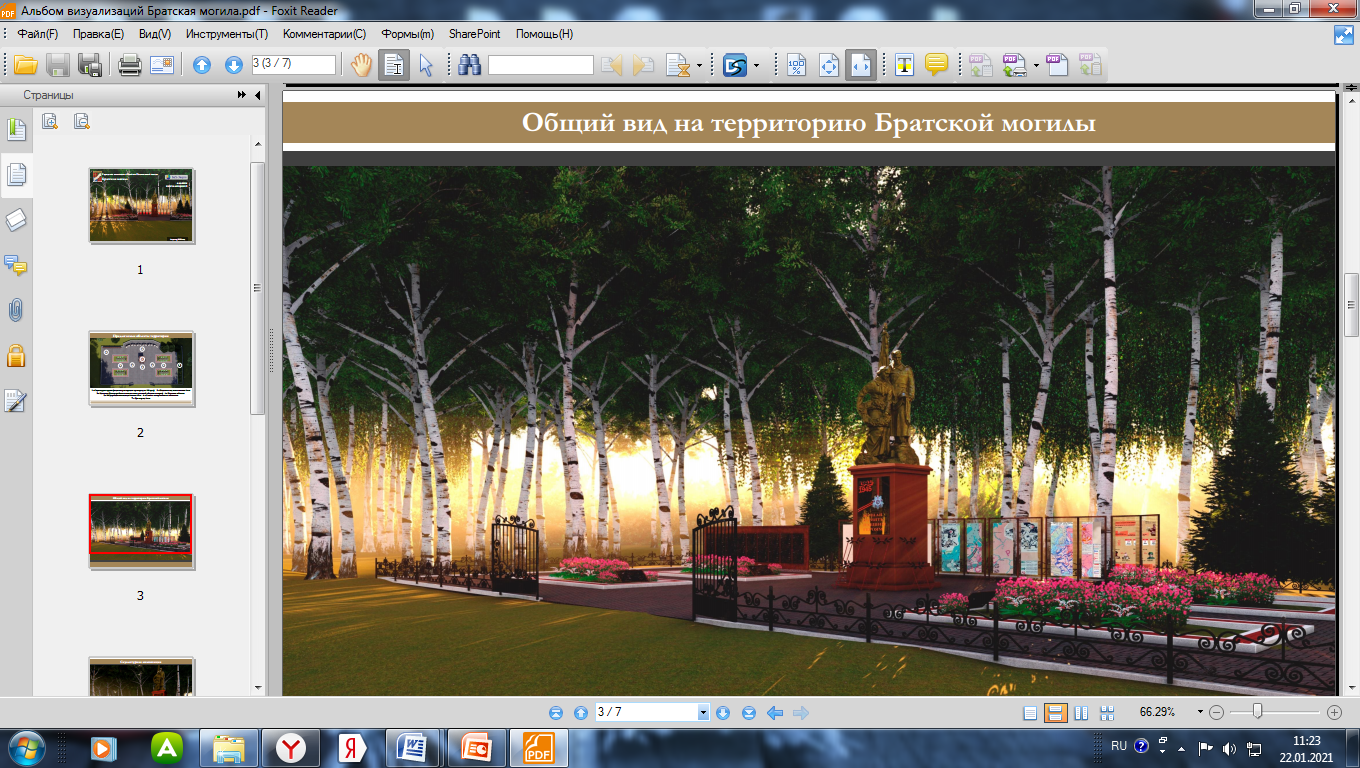 Альбом визуализаций Братская могила.pdf - Foxit Reader
Файл(F) Правка(E) Вид(V) Инструменты(T) Комментарии(C) Формы(m) SharePoint Помощь(H)
3 (3 / 7)
Страницы
Общий вид на территорию Братской могилы
1
2
3
3 / 7
66.29%
RU
11:23
22.01.2021